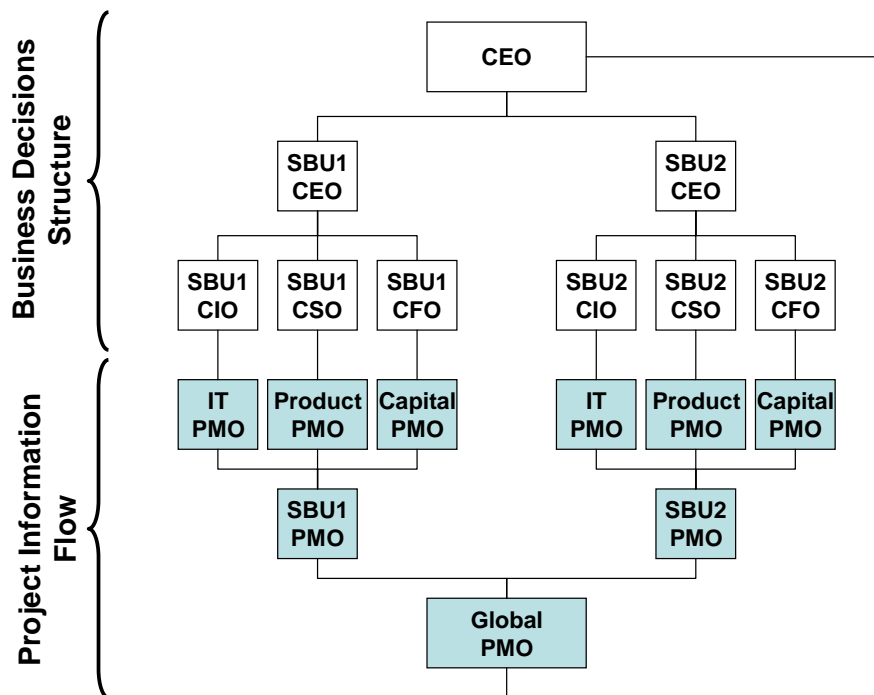 Business Decisions
Structure
CEO
SBU1
CEO
SBU2
CEO
SBU1
CIO
SBU1
CSO
SBU1
CFO
SBU2
CIO
SBU2
CSO
SBU2
CFO
Project Information
Flow
IT
PMO
Product
PMO
Capital
PMO
IT
PMO
Product
PMO
Capital
PMO
SBU1
PMO
SBU2
PMO
Global
PMO